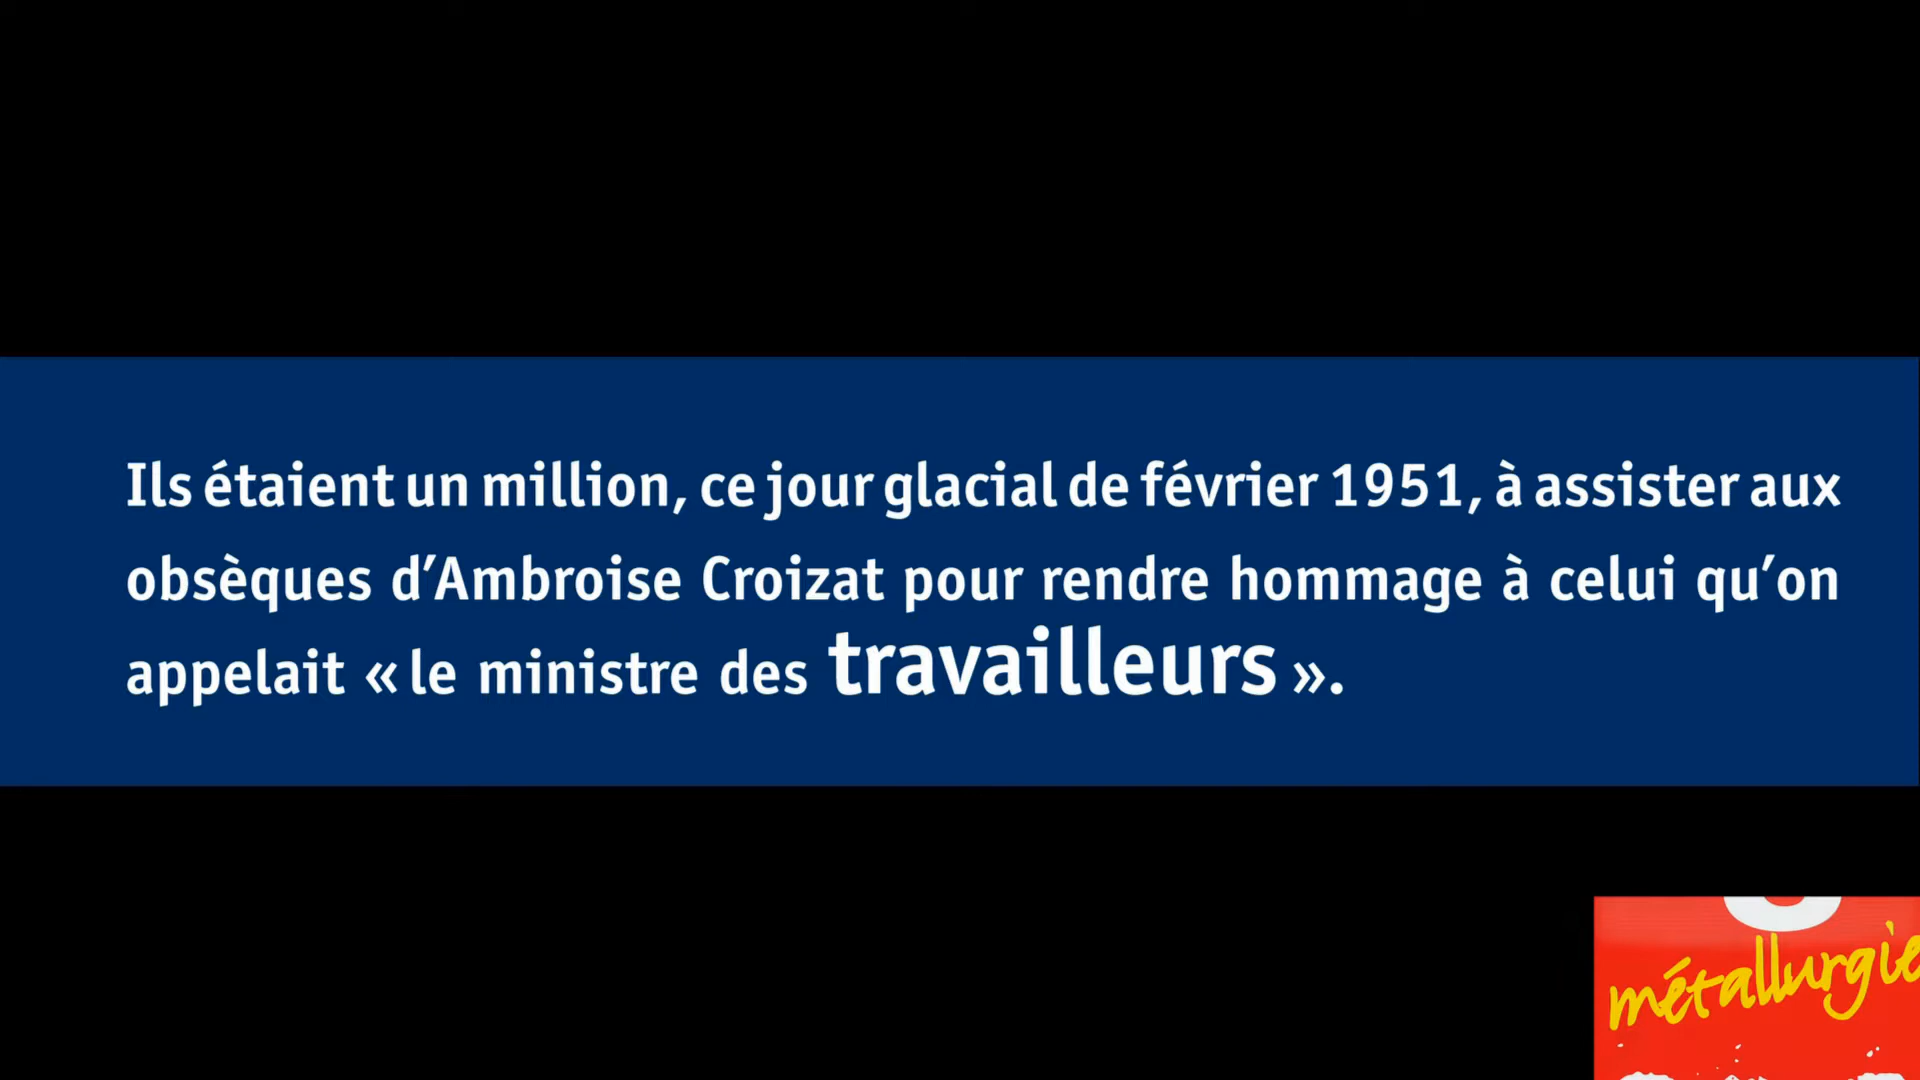 Ils étaient un million, ce jour glacial de février 1951, à assister aux
obsèques d’Ambroise Croizat pour rendre hommage à celui qu’on
appelait « le ministre des travailleurs ».
métallurgie